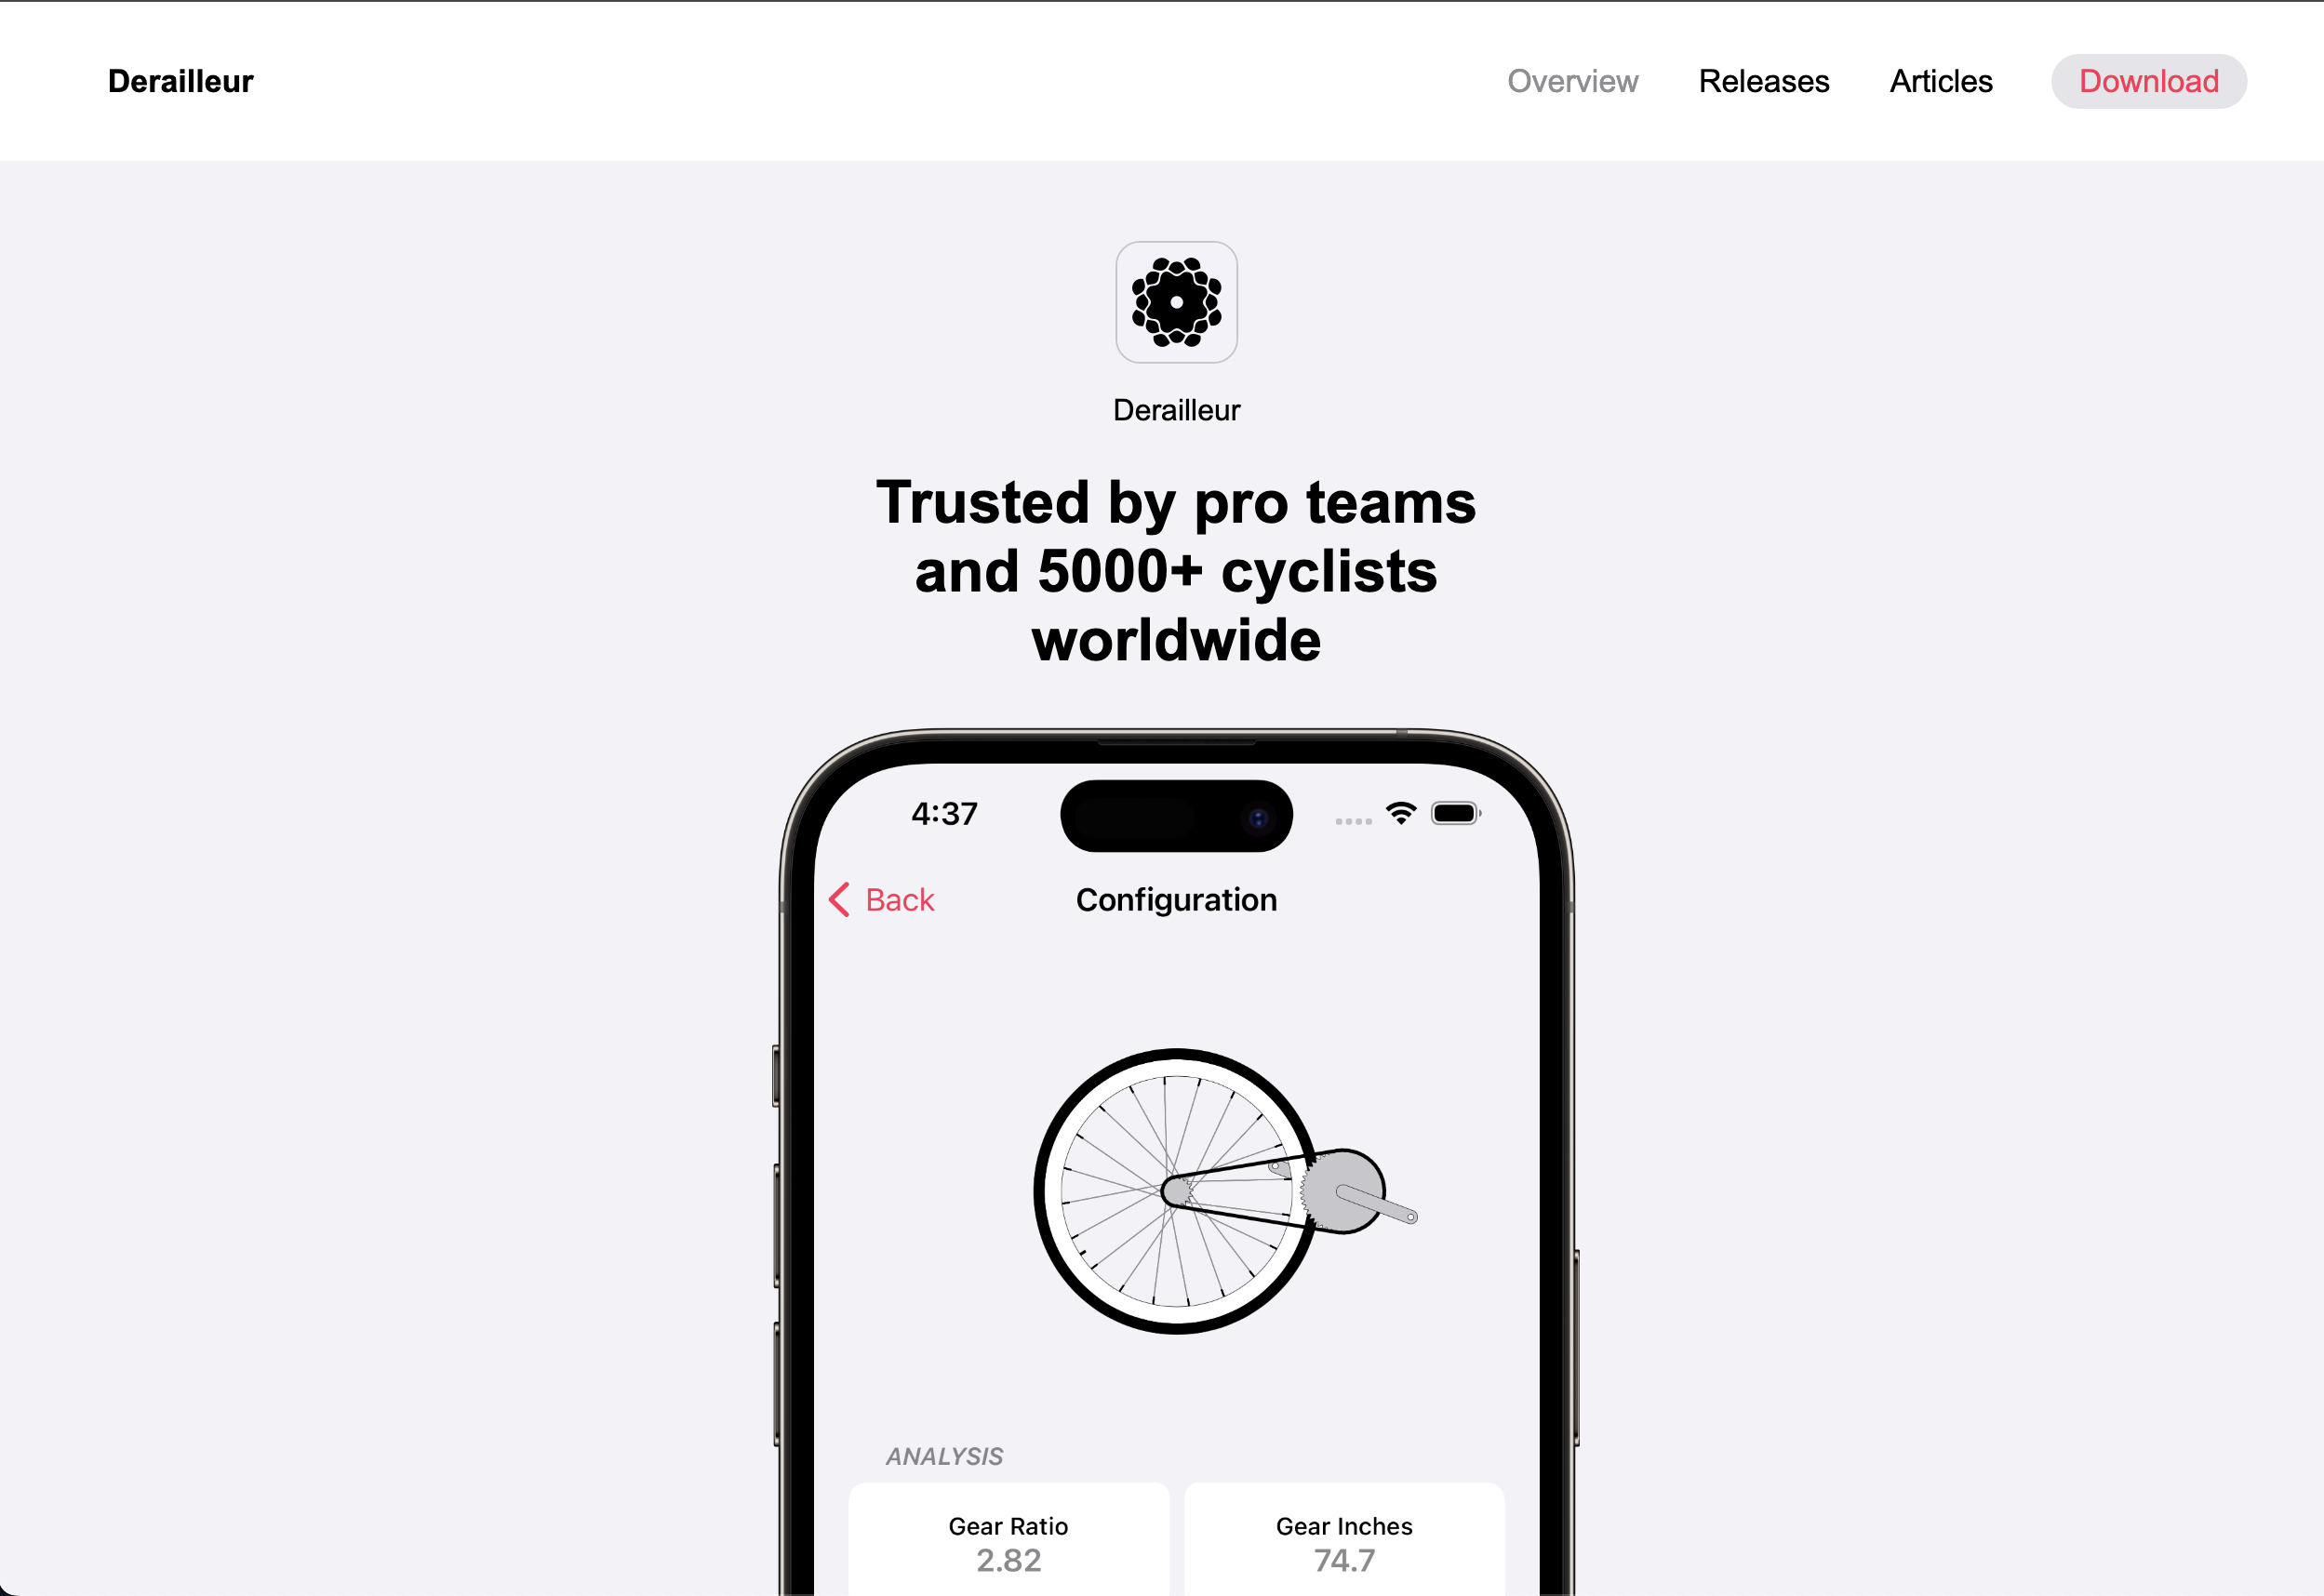 Derailleur
Overview
Releases
Articles
Download
Derailleur
Trusted by pro teams
and 5000+ cyclists
worldwide
4:37
Back
Configuration
ANALYSIS
Gear Ratio
2.82
Gear Inches
74.7